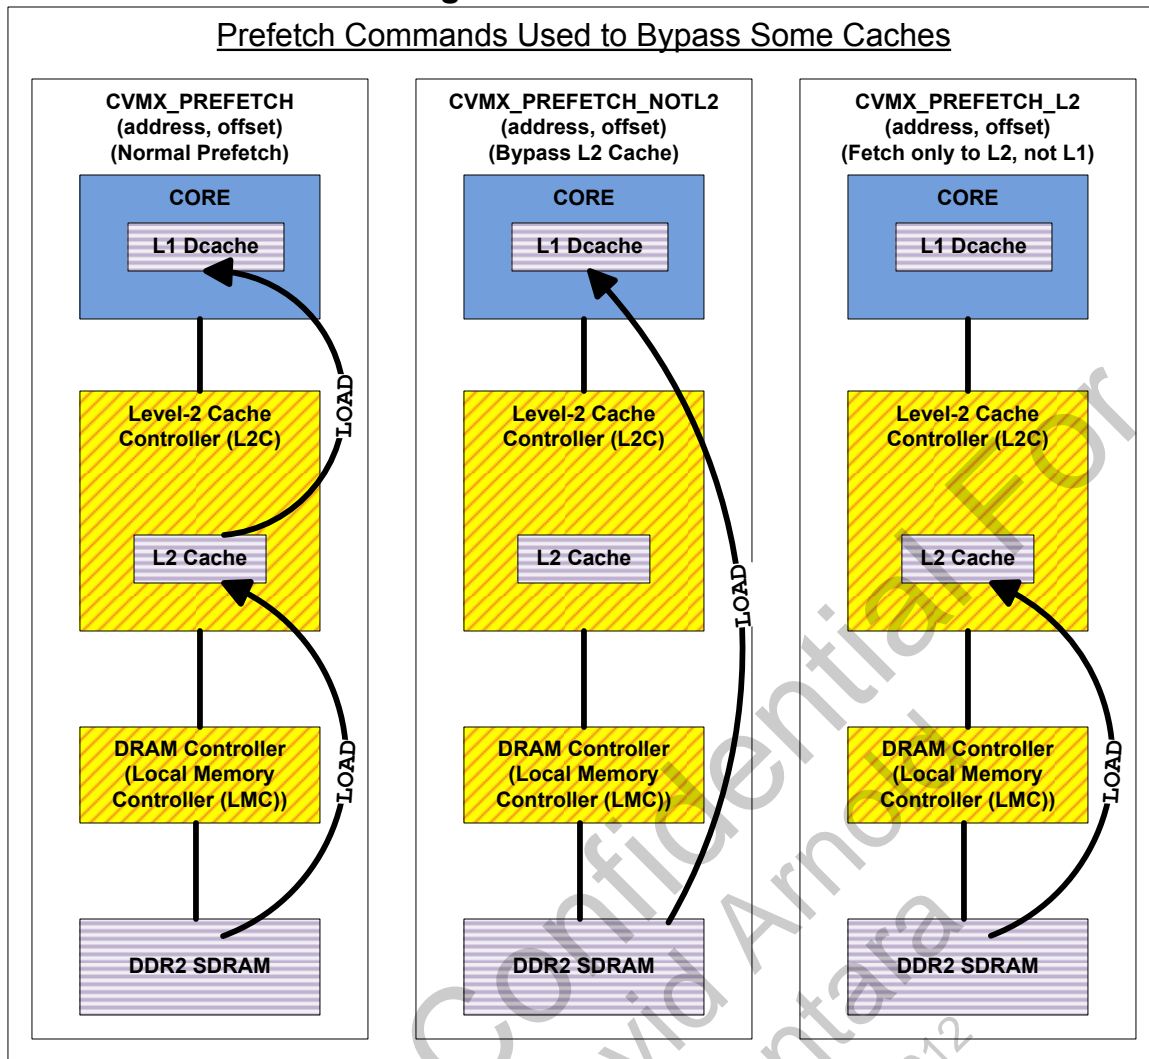 Prefetch Commands Used to Bypass Some Caches
CVMX_PREFETCH
(address, offset)
(Normal Prefetch)
CORE
L1 Dcache
LOAD
Level-2 Cache
Controller (L2C)
L2 Cache
LOAD
DRAM Controller
(Local Memory
Controller (LMC))
DDR2 SDRAM
CVMX_PREFETCH_NOTL2
(address, offset)
(Bypass L2 Cache)
CORE
L1 Dcache
Level-2 Cache
Controller (L2C)
L2 Cache
LOAD
DRAM Controller
(Local Memory
Controller (LMC))
DDR2 SDRAM
CVMX_PREFETCH_L2
(address, offset)
(Fetch only to L2, not L1)
CORE
L1 Dcache
Level-2 Cache
Controller (L2C)
L2 Cache
DRAM Controller
(Local Memory
Controller (LMC))
LOAD
DDR2 SDRAM
Confidential For
Arnold